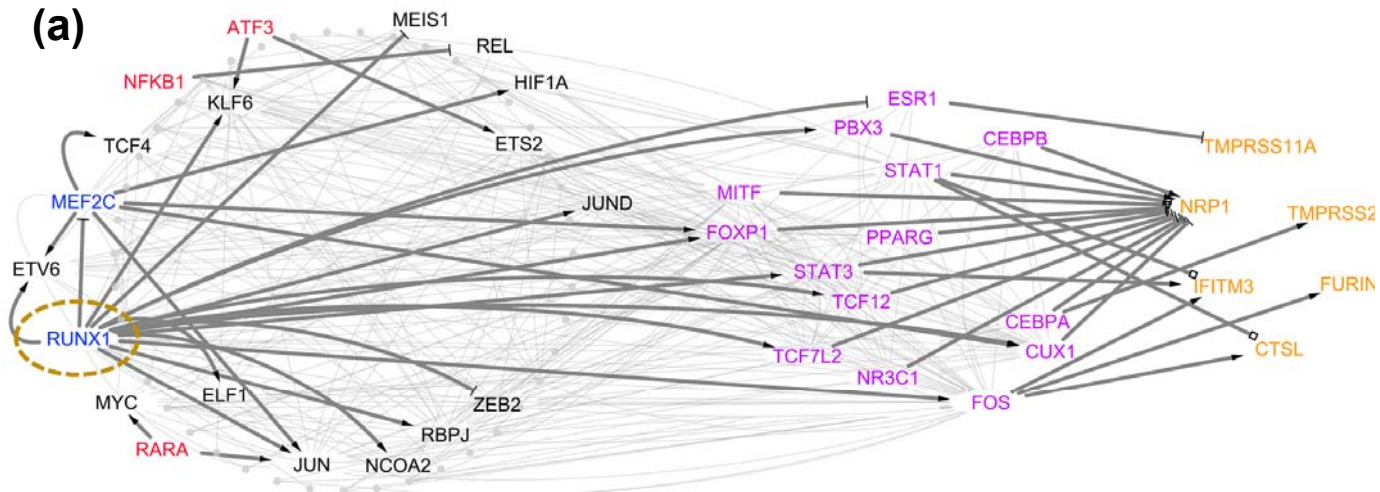 (a)
ATF3
MEIS1
REL
NFKB1
HIF1A
KLF6
ESR1
PBX3
TCF4
ETS2
CEBPB
TMPRSS11A
STAT1
MEF2C
MITF
JUND
NRP1
TMPRSS2
FOXP1
PPARG
ETV6
STAT3
IFITM3
FURIN
TCF12
CEBPA
RUNX1
TCF7L2
CUX1
CTSL
NR3C1
ELF1
MYC
ZEB2
FOS
RBPJ
RARA
JUN
NCOA2